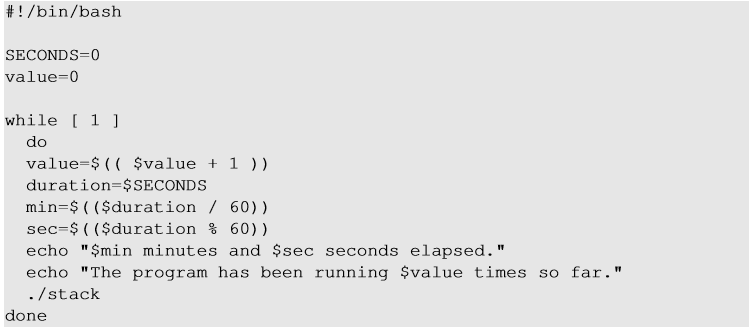 #!/bin/bash

SECONDS=0
value=0

while [ 1 ]
  do
  value=$(( $value + 1 ))
  duration=$SECONDS
  min=$(($duration / 60))
  sec=$(($duration % 60))
  echo "$min minutes and $sec seconds elapsed."
  echo "The program has been running $value times so far."
  ./stack
done